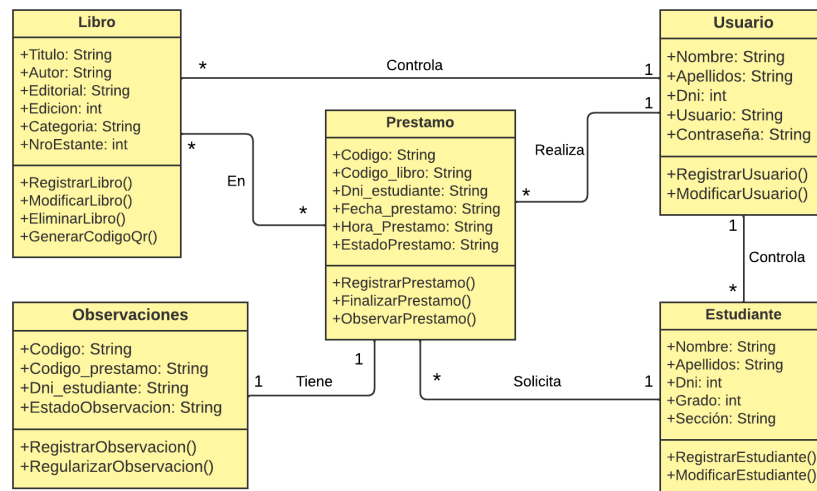 Libro
+Titulo: String
+Autor: String
+Editorial: String
+Edicion: int
+Categoria: String
+NroEstante: int
+RegistrarLibro()
+ModificarLibro()
+EliminarLibro()
+GenerarCodigoQr()
* Controla 1
Usuario
+Nombre: String
+Apellidos: String
+Dni: int
+Usuario: String
+Contraseña: String
+RegistrarUsuario()
+ModificarUsuario()
* En *
Prestamo
+Codigo: String
+Codigo_libro: String
+Dni_estudiante: String
+Fecha_prestamo: String
+Hora_Prestamo: String
+EstadoPrestamo: String
+RegistrarPrestamo()
+FinalizarPrestamo()
+ObservarPrestamo()
1 Realiza *
1 Controla *
Observaciones
+Codigo: String
+Codigo_prestamo: String
+Dni_estudiante: String
+EstadoObservacion: String
+RegistrarObservacion()
+RegularizarObservacion()
1 Tiene 1
* Solicita 1
Estudiante
+Nombre: String
+Apellidos: String
+Dni: int
+Grado: int
+Sección: String
+RegistrarEstudiante()
+ModificarEstudiante()